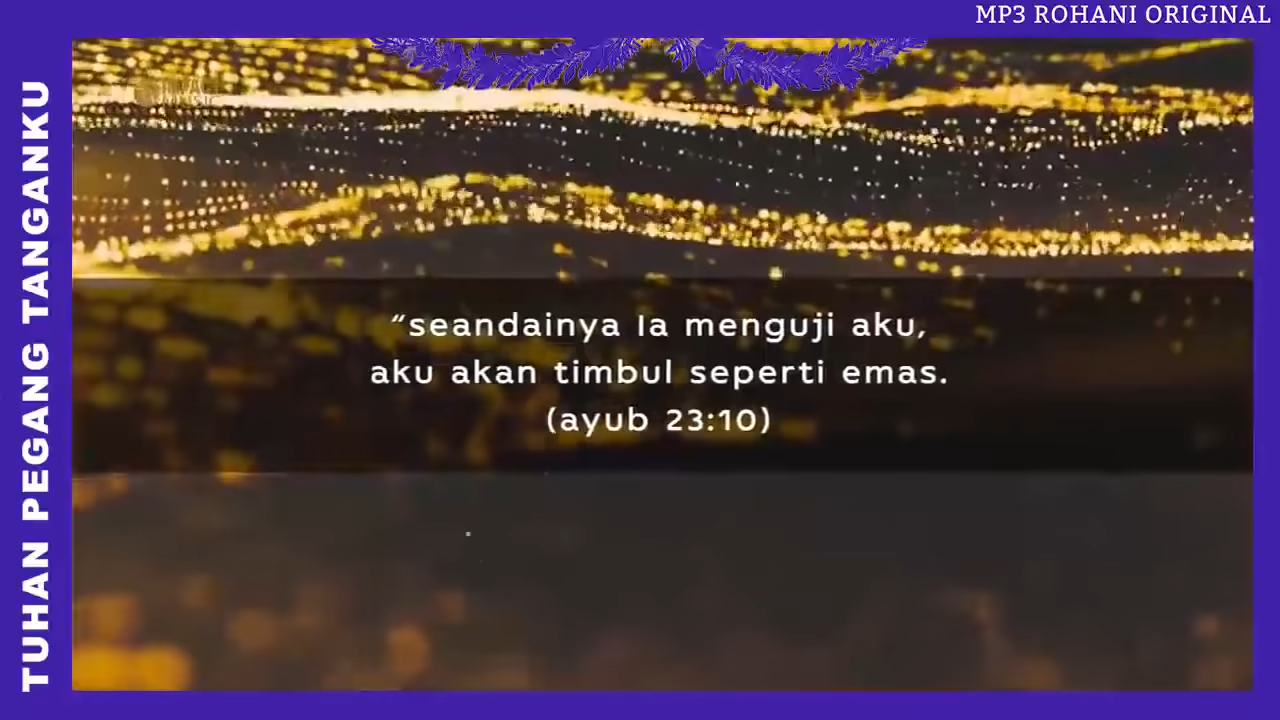 MP3 ROHANI ORIGINAL
TUHAN PEGANG TANGANKU
“seandainya Ia menguji aku,
aku akan timbul seperti emas.
(ayub 23:10)